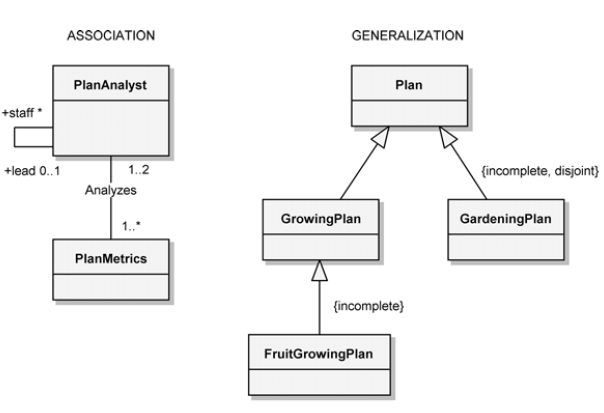 ASSOCIATION
PlanAnalyst
+staff *
+lead 0..1
1..2
Analyzes
1..*
PlanMetrics
GENERALIZATION
Plan
{incomplete, disjoint}
GrowingPlan
GardeningPlan
{incomplete}
FruitGrowingPlan